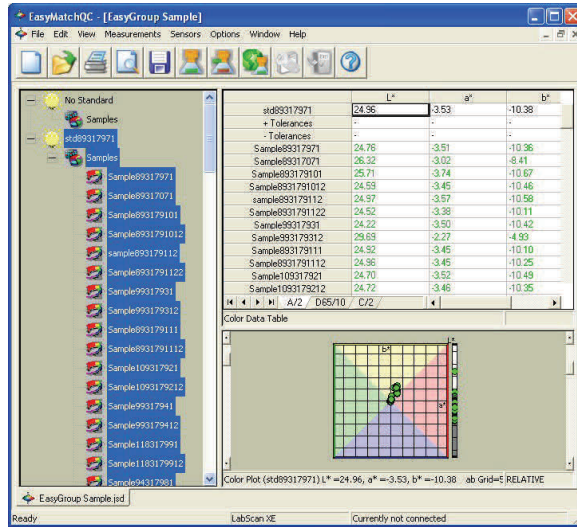 EasyMatchQC - [EasyGroup Sample]
File Edit View Measurements Sensors Options Window Help
No Standard
Samples
std89317971
Samples
Sample89317971
Sample89317071
Sample893179101
Sample8931791012
sample893179112
Sample8931791122
Sample99317931
Sample993179312
Sample893179111
Sample8931791112
Sample109317921
Sample1093179212
Sample99317941
Sample993179412
Sample118317991
Sample1183179912
Sample94317981
L* a* b*
std89317971 24.96 -3.53 -10.38
+ Tolerances - - -
- Tolerances - - -
Sample89317971 24.76 -3.51 -10.36
Sample89317071 26.32 -3.02 -8.41
Sample893179101 25.71 -3.74 -10.67
Sample8931791012 24.59 -3.45 -10.46
sample893179112 24.97 -3.57 -10.58
Sample8931791122 24.52 -3.38 -10.11
Sample99317931 24.22 -3.50 -10.42
Sample993179312 29.69 -2.27 -4.93
Sample893179111 24.92 -3.45 -10.10
Sample8931791112 24.96 -3.45 -10.25
Sample109317921 24.70 -3.52 -10.49
Sample1093179212 24.72 -3.46 -10.35
A/2 D65/10 C/2
Color Data Table
L*
b*
a*
Color Plot (std89317971) L* =24.96, a* =-3.53, b* =-10.38 ab Grid=5 RELATIVE
EasyGroup Sample.jsd
Ready LabScan XE Currently not connected